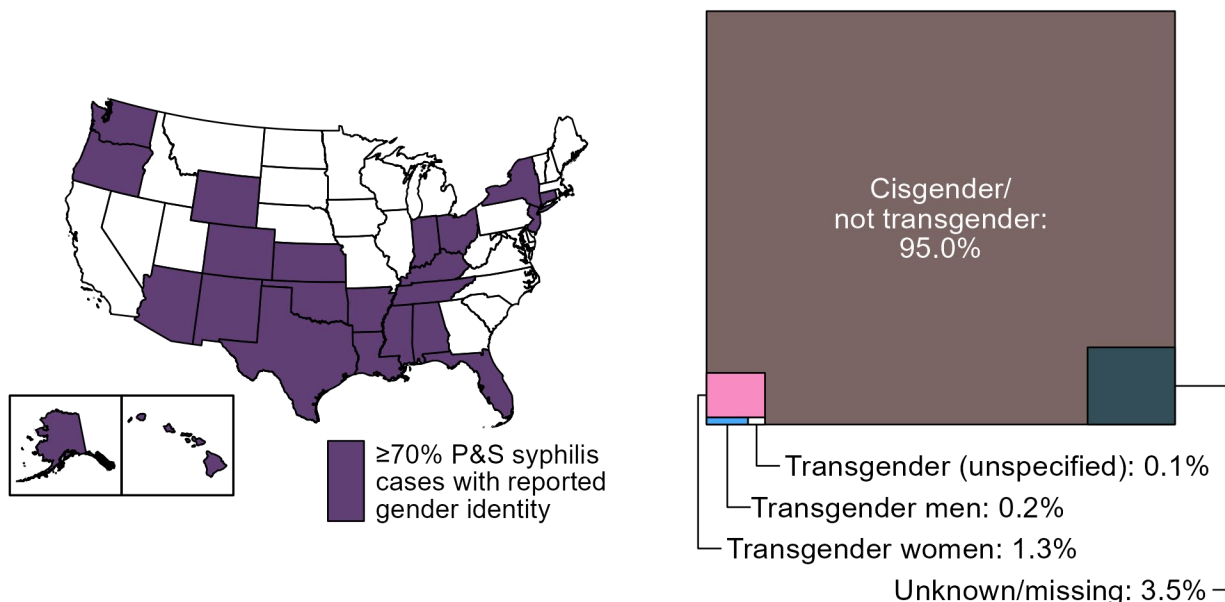 Cisgender/
not transgender:
95.0%
≥70% P&S syphilis
cases with reported
gender identity
Transgender (unspecified): 0.1%
Transgender men: 0.2%
Transgender women: 1.3%
Unknown/missing: 3.5%